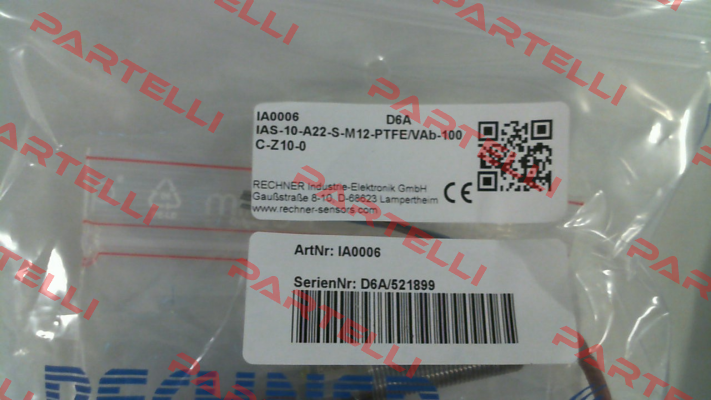 PARTELLI
PARTELLI
PARTELLI
IA0006 D6A
IAS-10-A22-S-M12-PTFE/VAb-100
C-Z10-0
RECHNER Industrie-Elektronik GmbH
Gaußstraße 8-10, D-68623 Lampertheim
www.rechner-sensors.com
CE
PARTELLI
PARTELLI
PARTELLI
ArtNr: IA0006
SerienNr: D6A/521899
PARTELLI
PARTELLI
RECHNER